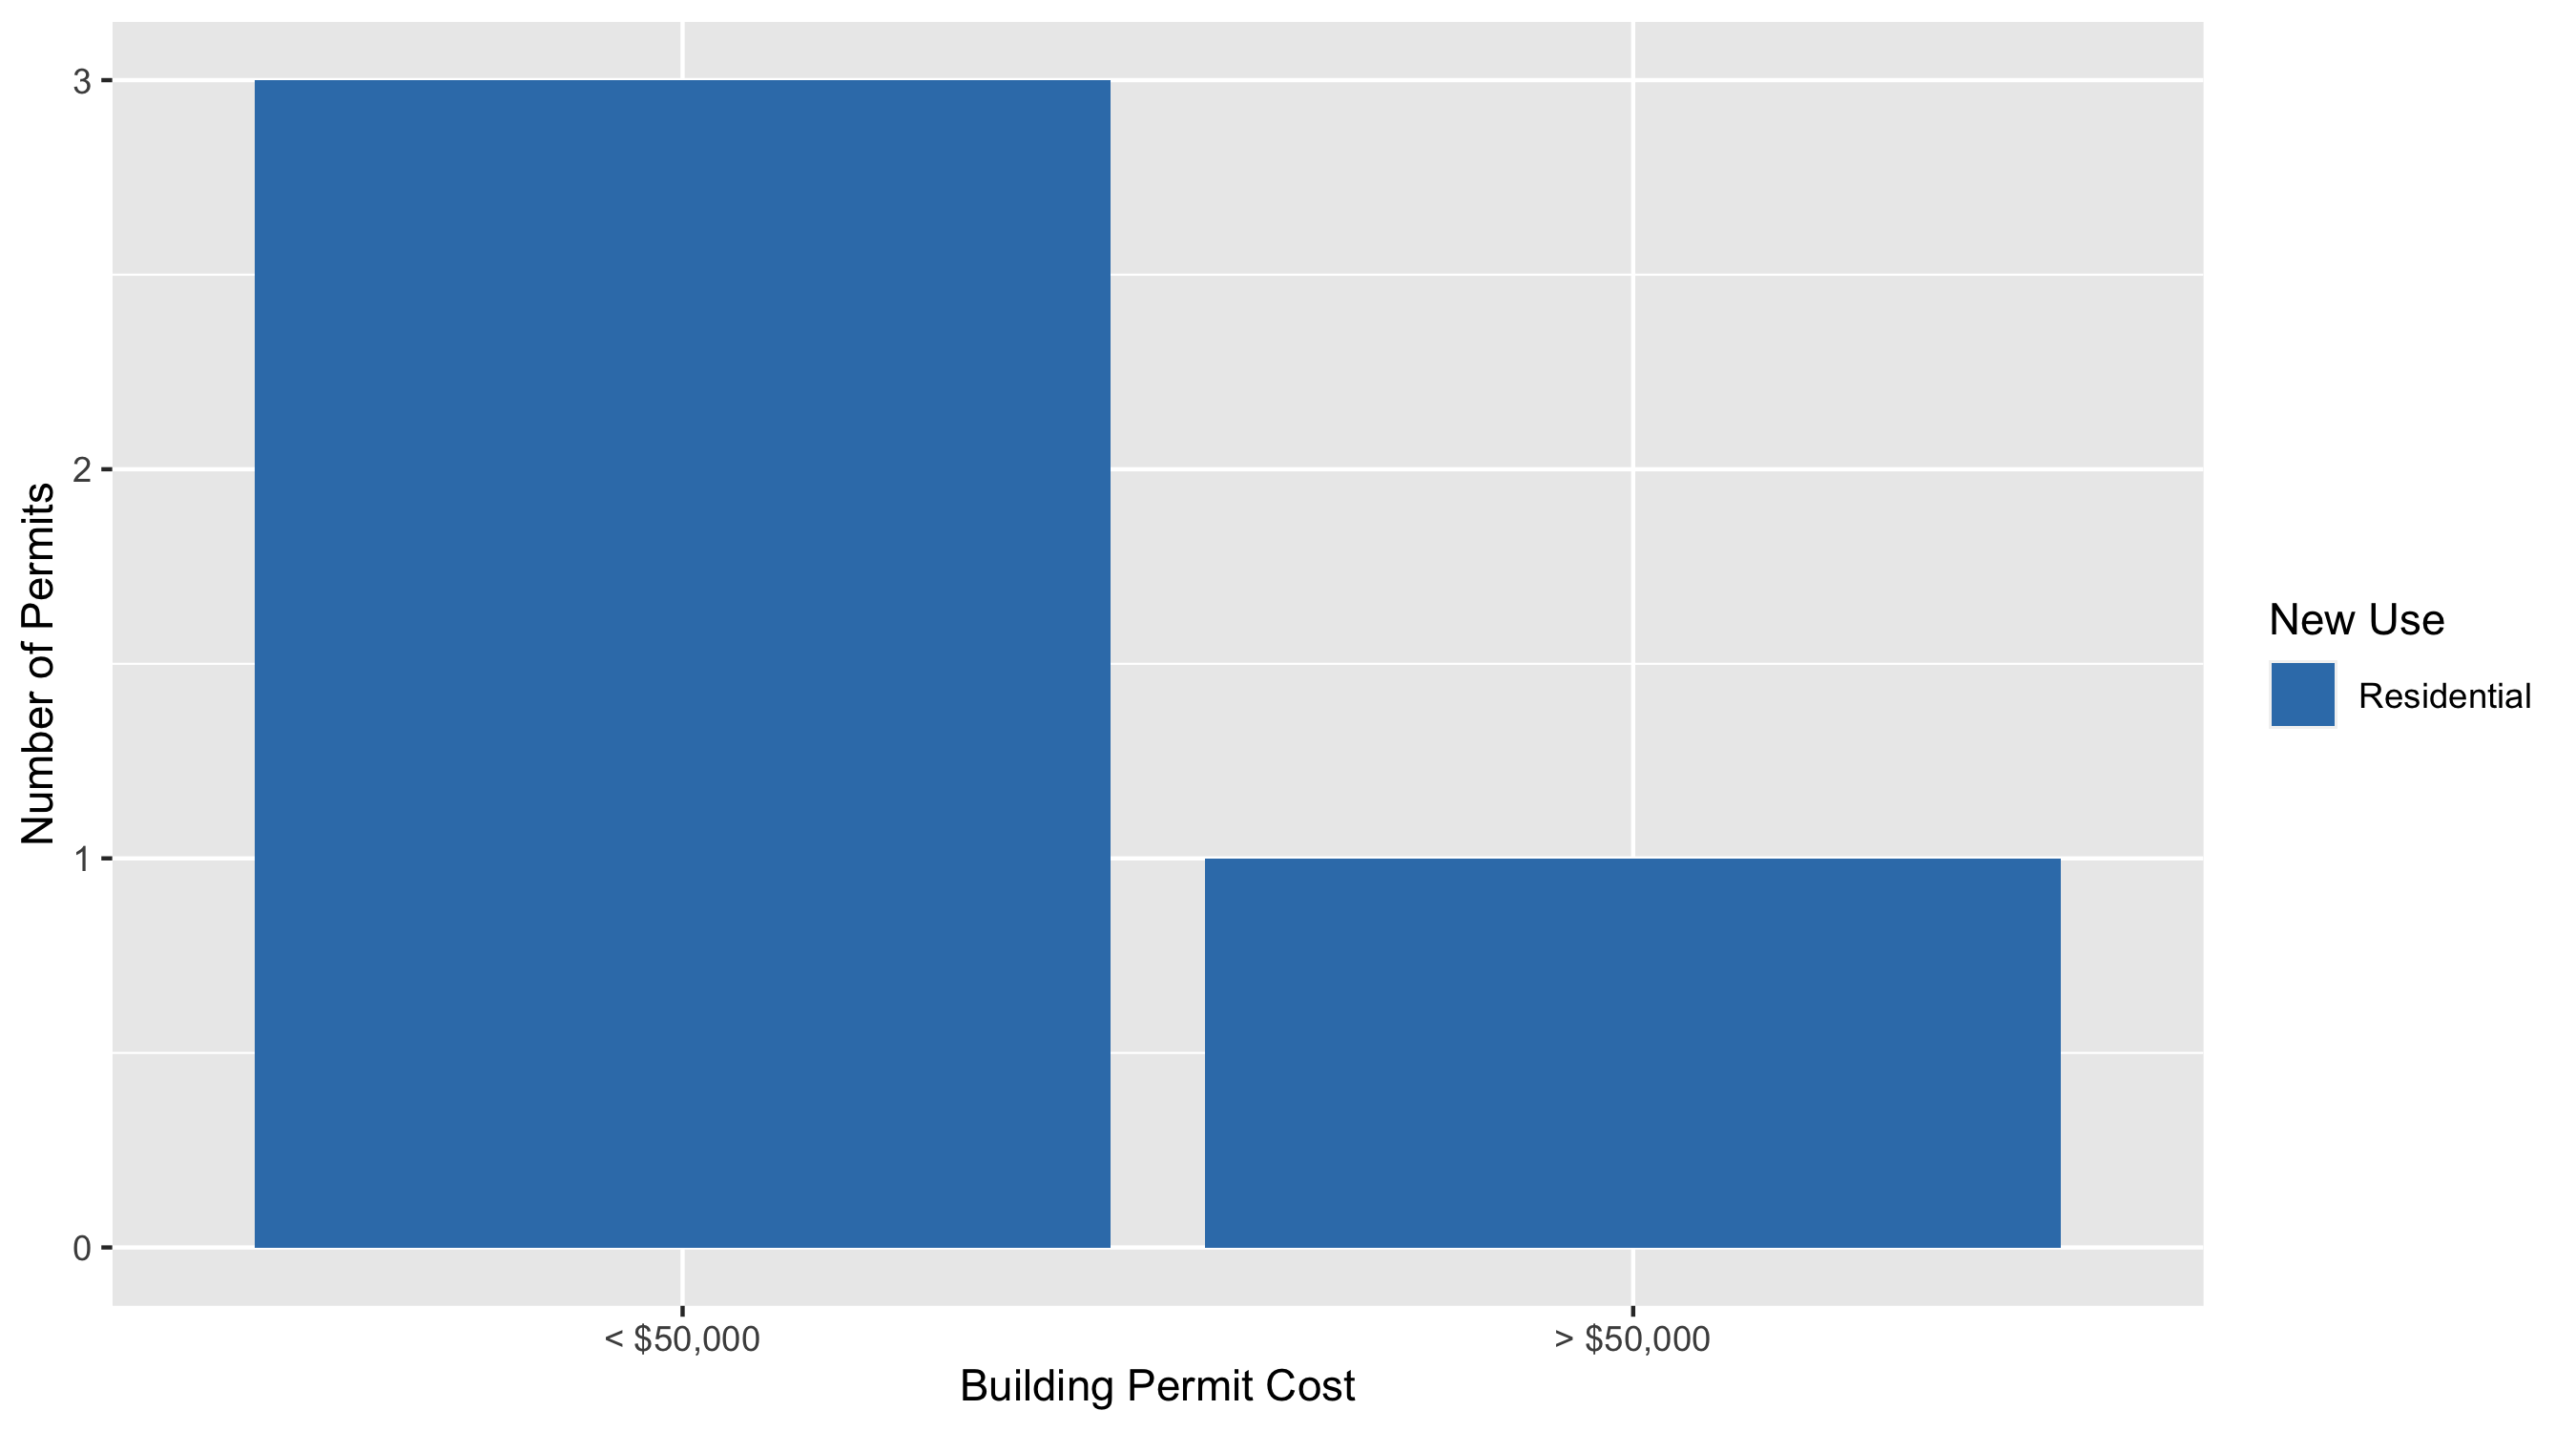 3
2
1
0
Number of Permits
< $50,000
> $50,000
Building Permit Cost
New Use
Residential